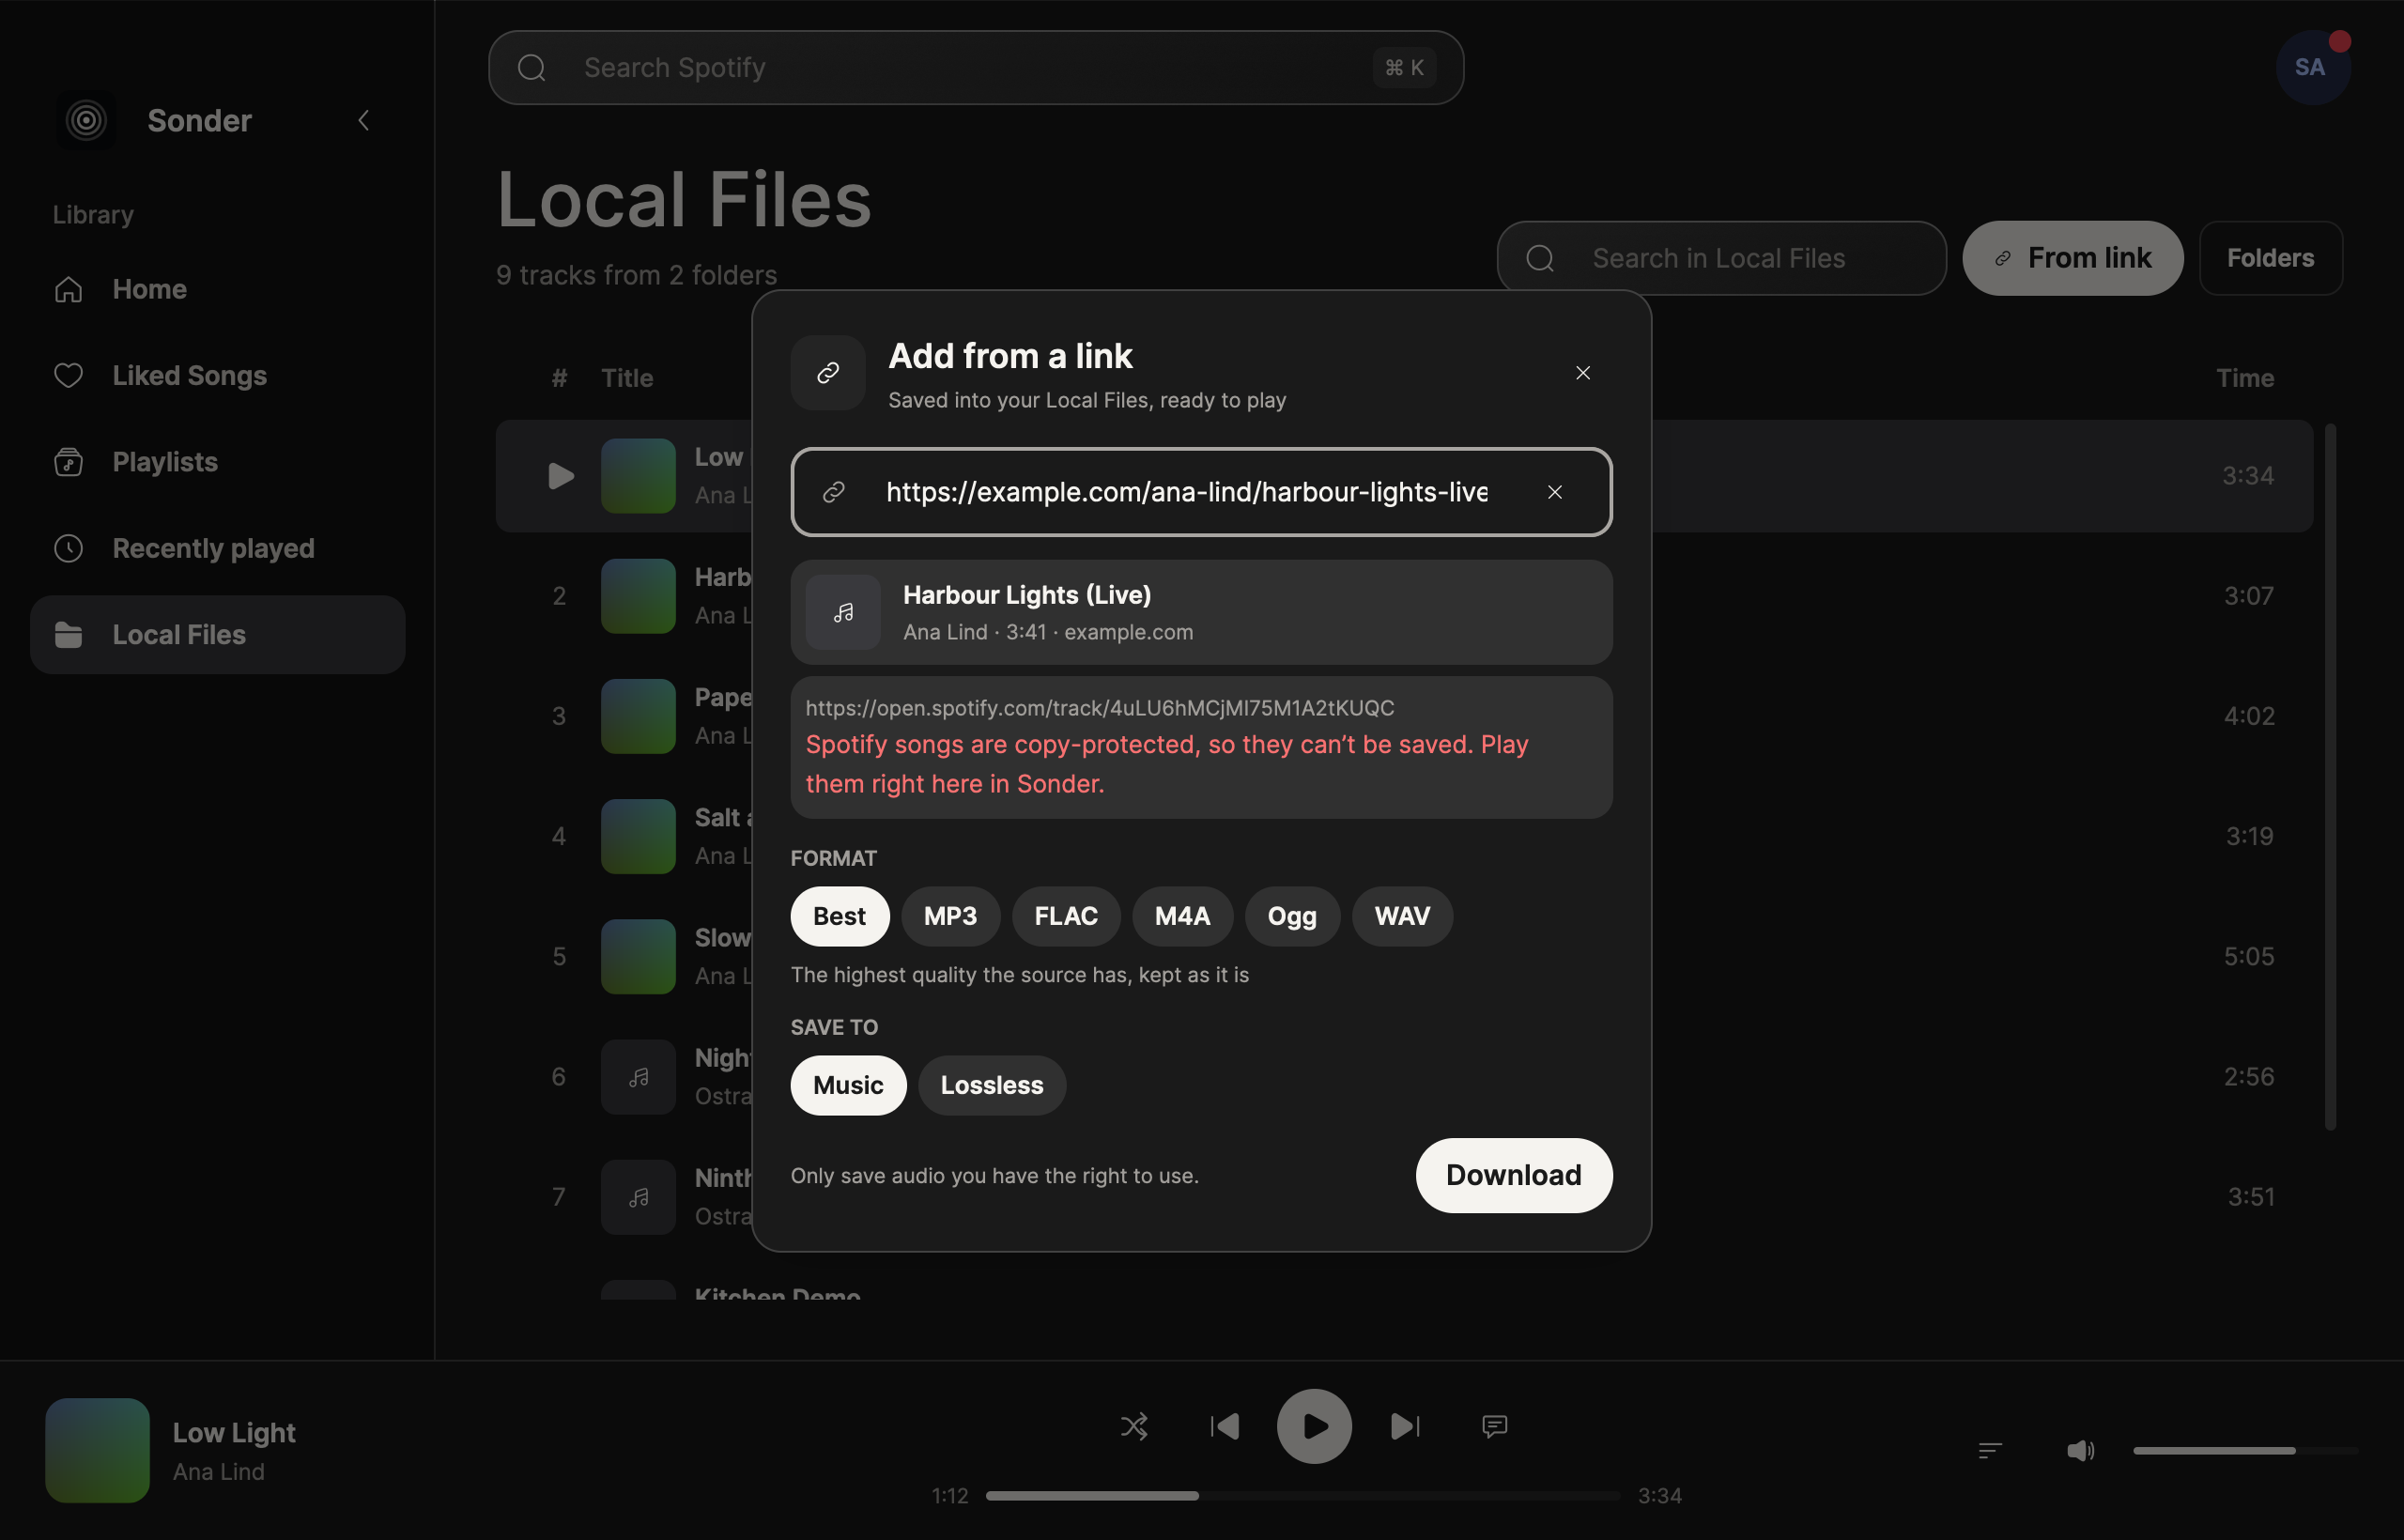 Search Spotify
⌘ K
SA
Sonder
Library
Home
Liked Songs
Playlists
Recently played
Local Files
Local Files
9 tracks from 2 folders
Search in Local Files
From link
Folders
# Title Time
Low
Ana L
3:34
2
Harb
Ana L
3:07
3
Pape
Ana L
4:02
4
Salt a
Ana L
3:19
5
Slow
Ana L
5:05
6
Nigh
Ostra
2:56
7
Ninth
Ostra
3:51
Kitchen Demo
Add from a link
Saved into your Local Files, ready to play
https://example.com/ana-lind/harbour-lights-live
Harbour Lights (Live)
Ana Lind · 3:41 · example.com
https://open.spotify.com/track/4uLU6hMCjMI75M1A2tKUQC
Spotify songs are copy-protected, so they can’t be saved. Play
them right here in Sonder.
FORMAT
Best MP3 FLAC M4A Ogg WAV
The highest quality the source has, kept as it is
SAVE TO
Music Lossless
Only save audio you have the right to use.
Download
Low Light
Ana Lind
1:12
3:34